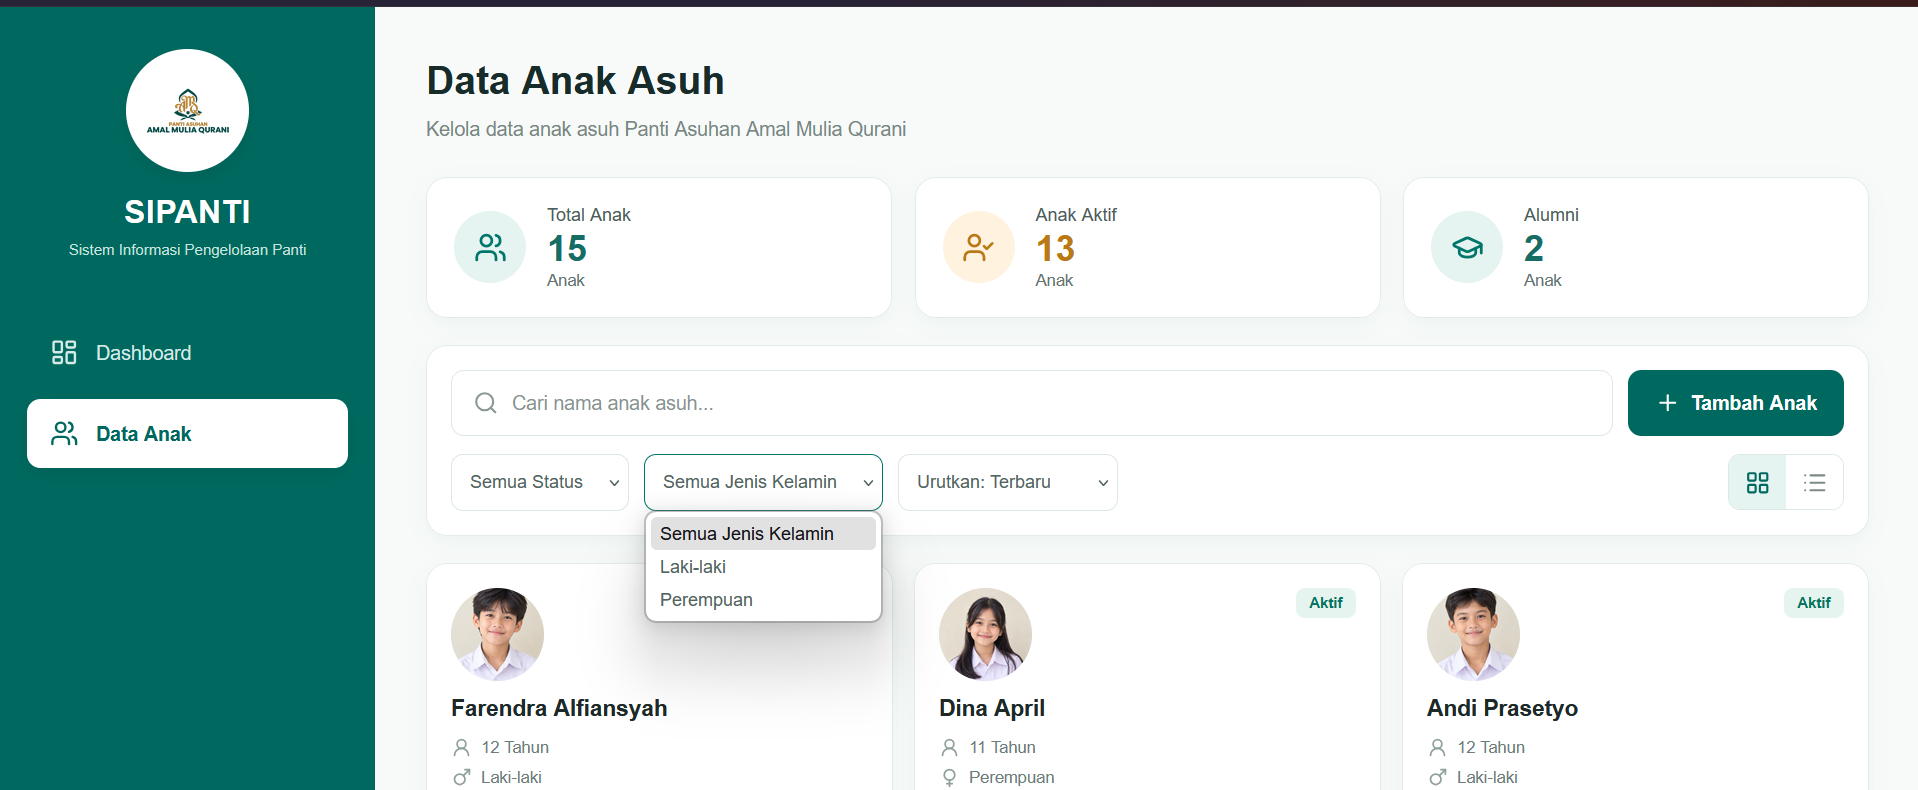 PANTI ASUHAN
AMAL MULIA QURANI
SIPANTI
Sistem Informasi Pengelolaan Panti
Dashboard
Data Anak
Data Anak Asuh
Kelola data anak asuh Panti Asuhan Amal Mulia Qurani
Total Anak
15
Anak
Anak Aktif
13
Anak
Alumni
2
Anak
Cari nama anak asuh...
Tambah Anak
Semua Status
Semua Jenis Kelamin
Urutkan: Terbaru
Semua Jenis Kelamin
Laki-laki
Perempuan
Farendra Alfiansyah
12 Tahun
Laki-laki
Aktif
Dina April
11 Tahun
Perempuan
Aktif
Andi Prasetyo
12 Tahun
Laki-laki